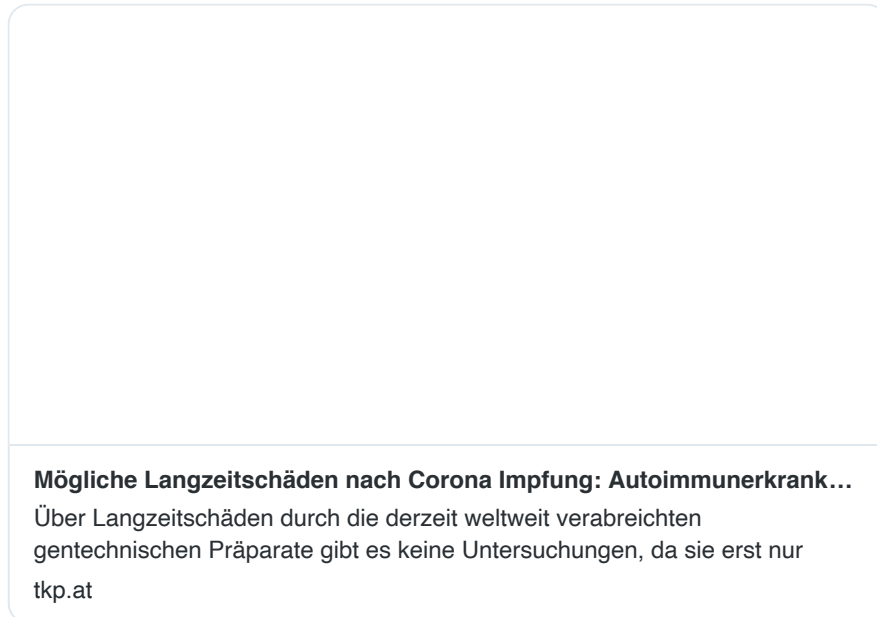 Mögliche Langzeitschäden nach Corona Impfung: Autoimmunerkrank…
Über Langzeitschäden durch die derzeit weltweit verabreichten
gentechnischen Präparate gibt es keine Untersuchungen, da sie erst nur
tkp.at